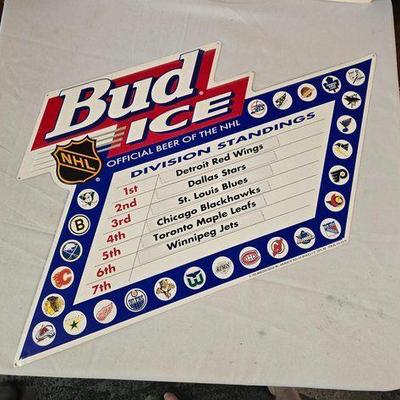 Bud
ICE
NHL
OFFICIAL BEER OF THE NHL
DIVISION STANDINGS
1st Detroit Red Wings
2nd Dallas Stars
3rd St. Louis Blues
4th Chicago Blackhawks
5th Toronto Maple Leafs
6th Winnipeg Jets
7th
B
KINGS